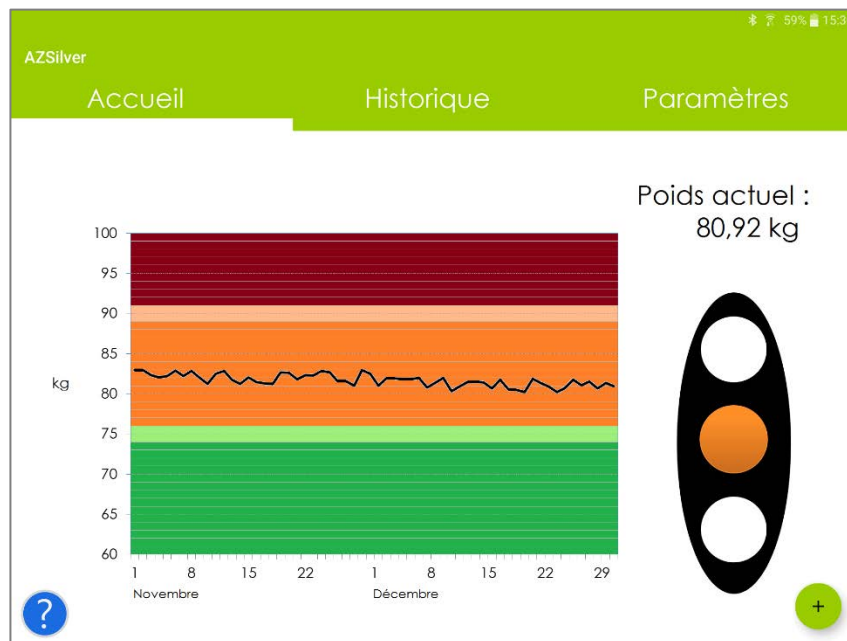 59% 15:3
AZSilver
Accueil Historique Paramètres
Poids actuel :
80,92 kg
100
95
90
85
kg
80
75
70
65
60
1 8 15 22 1 8 15 22 29
Novembre Décembre
?
+